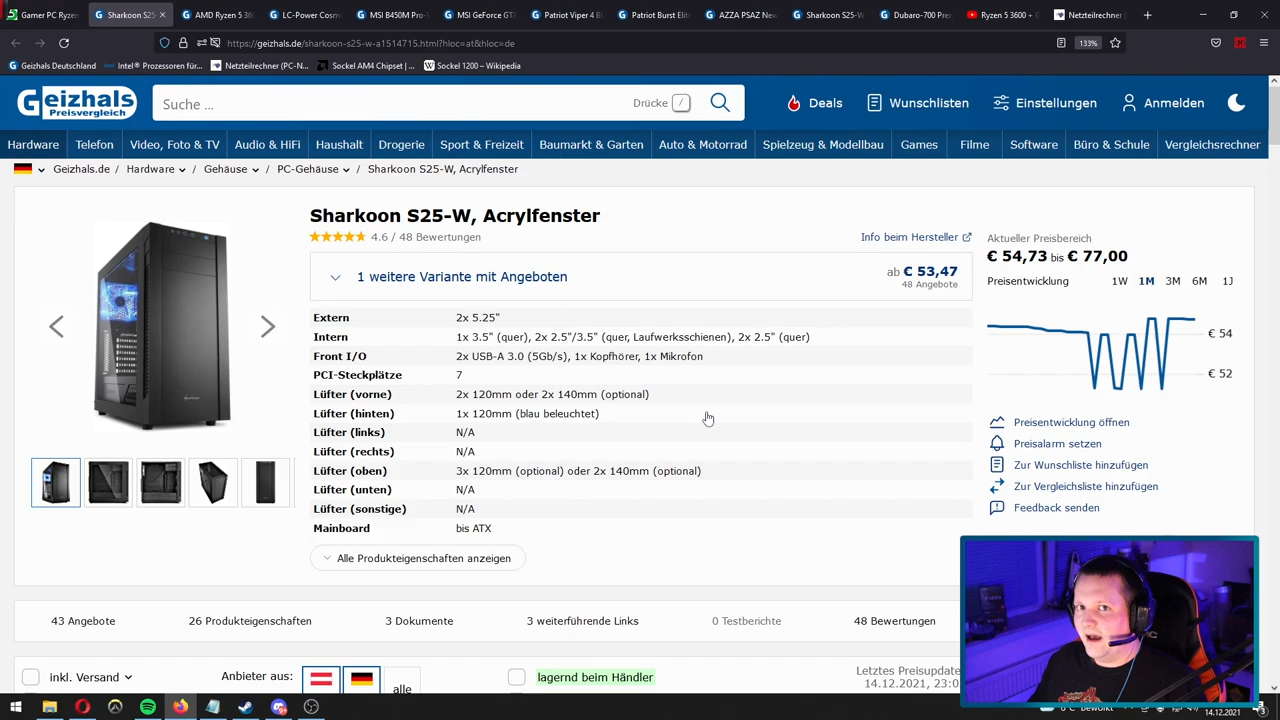 Gamer PC
Sharkoon S25-
AMD Ryzen 5 36
LC-Power Cosm
MSI B450M Pro-
MSI GeForce GTX
Patriot Viper 4 Bl
Patriot Burst Elite
AZZA PSAZ New
Sharkoon S25-W
Dubaro-700 Prei
Ryzen 5 3600 +
Netzteilrechner
https://geizhals.de/sharkoon-s25-w-a1514715.html?hloc=at&hloc=de
133%
Geizhals Deutschland
Intel® Prozessoren für...
Netzteilrechner (PC-N...
Sockel AM4 Chipset | ...
Sockel 1200 – Wikipedia
Geizhals
Preisvergleich
Suche ...
Drücke /
Deals
Wunschlisten
Einstellungen
Anmelden
Hardware
Telefon
Video, Foto & TV
Audio & HiFi
Haushalt
Drogerie
Sport & Freizeit
Baumarkt & Garten
Auto & Motorrad
Spielzeug & Modellbau
Games
Filme
Software
Büro & Schule
Vergleichsrechner
Geizhals.de / Hardware / Gehäuse / PC-Gehäuse / Sharkoon S25-W, Acrylfenster
Sharkoon S25-W, Acrylfenster
4.6 / 48 Bewertungen
Info beim Hersteller
1 weitere Variante mit Angeboten
ab € 53,47
48 Angebote
Extern 2x 5.25"
Intern 1x 3.5" (quer), 2x 2.5"/3.5" (quer, Laufwerksschienen), 2x 2.5" (quer)
Front I/O 2x USB-A 3.0 (5Gb/s), 1x Kopfhörer, 1x Mikrofon
PCI-Steckplätze 7
Lüfter (vorne) 2x 120mm oder 2x 140mm (optional)
Lüfter (hinten) 1x 120mm (blau beleuchtet)
Lüfter (links) N/A
Lüfter (rechts) N/A
Lüfter (oben) 3x 120mm (optional) oder 2x 140mm (optional)
Lüfter (unten) N/A
Lüfter (sonstige) N/A
Mainboard bis ATX
Alle Produkteigenschaften anzeigen
Aktueller Preisbereich
€ 54,73 bis € 77,00
Preisentwicklung 1W 1M 3M 6M 1J
€ 54
€ 52
Preisentwicklung öffnen
Preisalarm setzen
Zur Wunschliste hinzufügen
Zur Vergleichsliste hinzufügen
Feedback senden
43 Angebote
26 Produkteigenschaften
3 Dokumente
3 weiterführende Links
0 Testberichte
48 Bewertungen
inkl. Versand
Anbieter aus:
alle
lagernd beim Händler
Letztes Preisupdate
14.12.2021, 23:0
14.12.2021